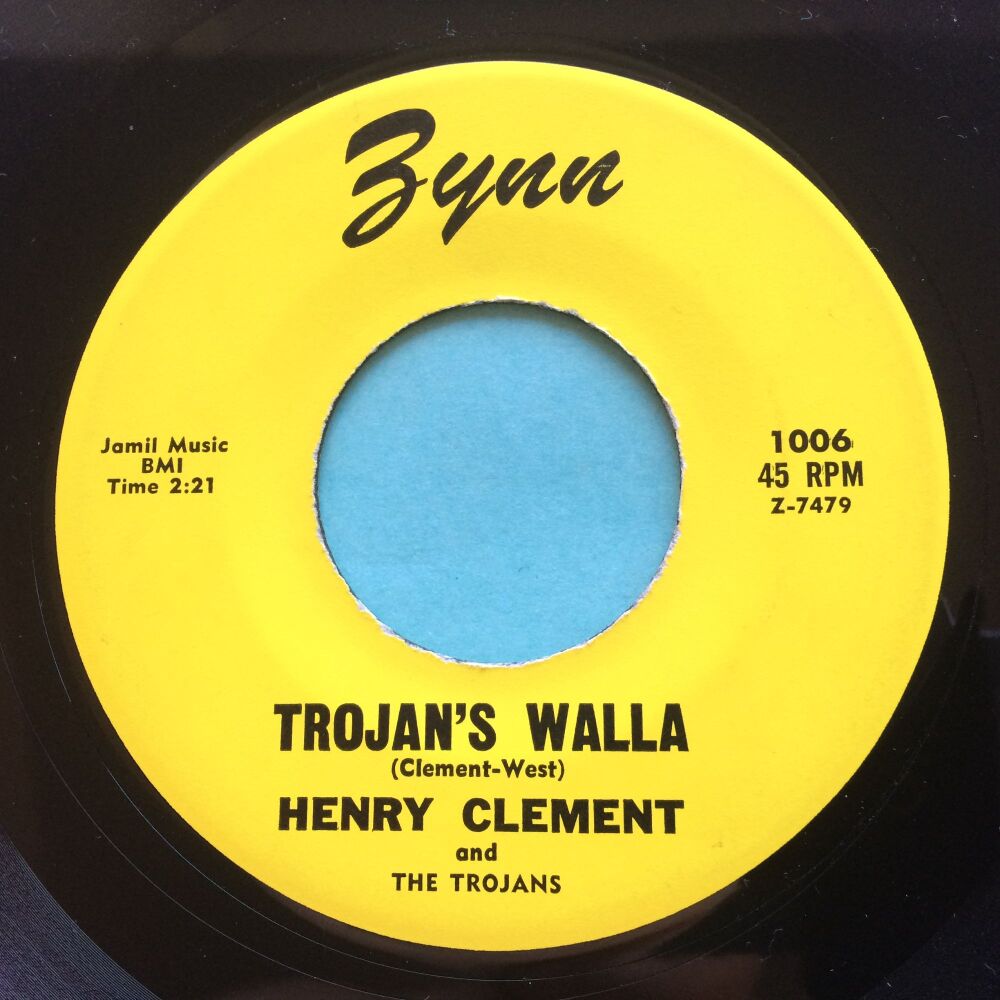 Zynn
Jamil Music
BMI
Time 2:21
1006
45 RPM
Z-7479
TROJAN'S WALLA
(Clement-West)
HENRY CLEMENT
and
THE TROJANS